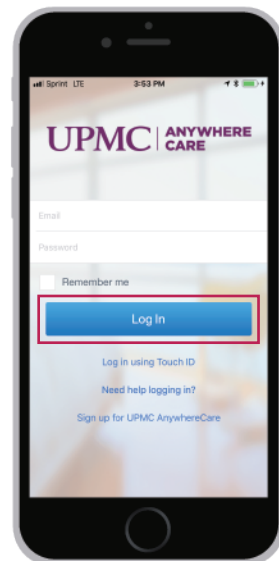 Sprint LTE 3:53 PM
UPMC ANYWHERE
CARE
Email
Password
Remember me
Log In
Log in using Touch ID
Need help logging in?
Sign up for UPMC AnywhereCare